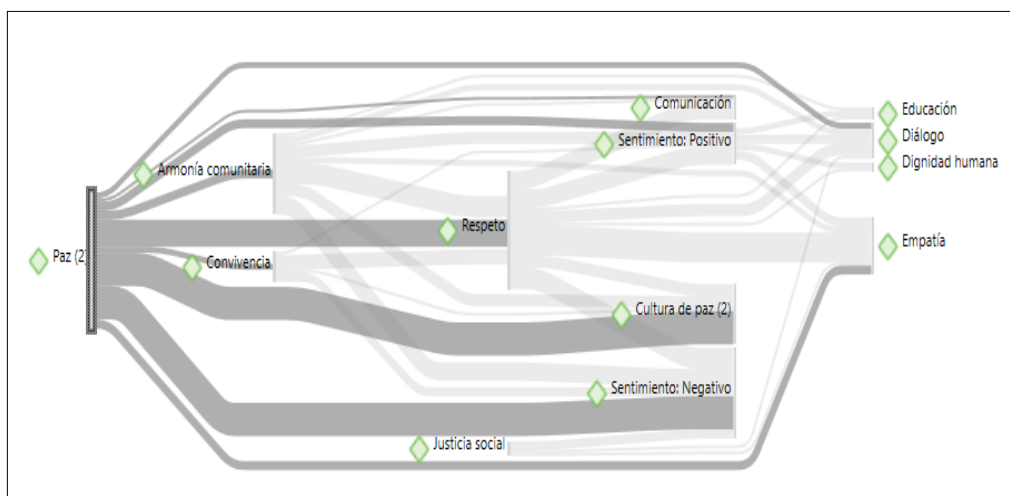 Paz (2)
Armonía comunitaria
Convivencia
Respeto
Justicia social
Comunicación
Sentimiento: Positivo
Cultura de paz (2)
Sentimiento: Negativo
Educación
Diálogo
Dignidad humana
Empatía